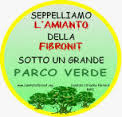 SEPPELLIAMO
L'AMIANTO
DELLA
FIBRONIT
SOTTO UN GRANDE
PARCO VERDE